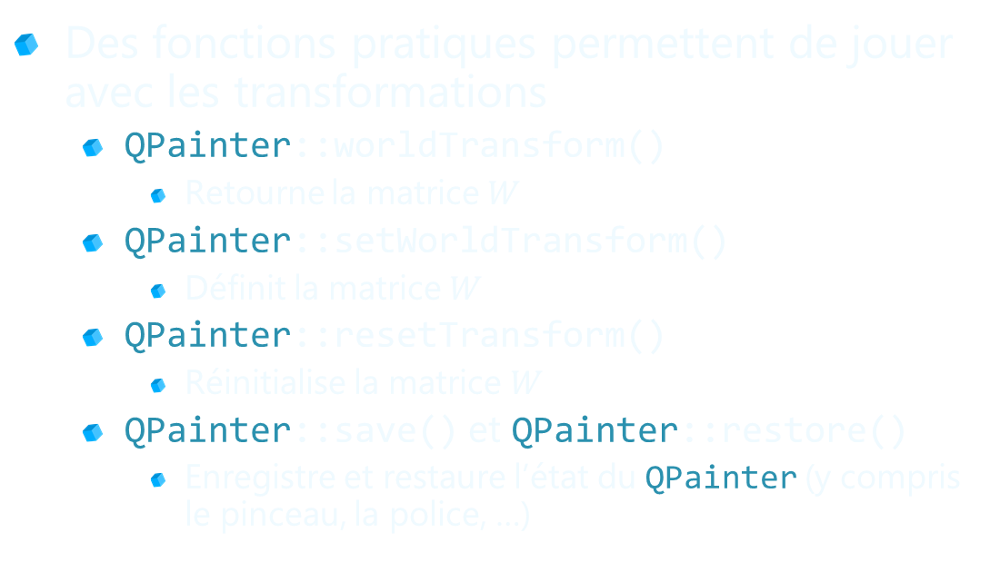 Des fonctions pratiques permettent de jouer
avec les transformations
QPainter::worldTransform()
Retourne la matrice W
QPainter::setWorldTransform()
Définit la matrice W
QPainter::resetTransform()
Réinitialise la matrice W
QPainter::save() et QPainter::restore()
Enregistre et restaure l'état du QPainter (y compris
le pinceau, la police, …)